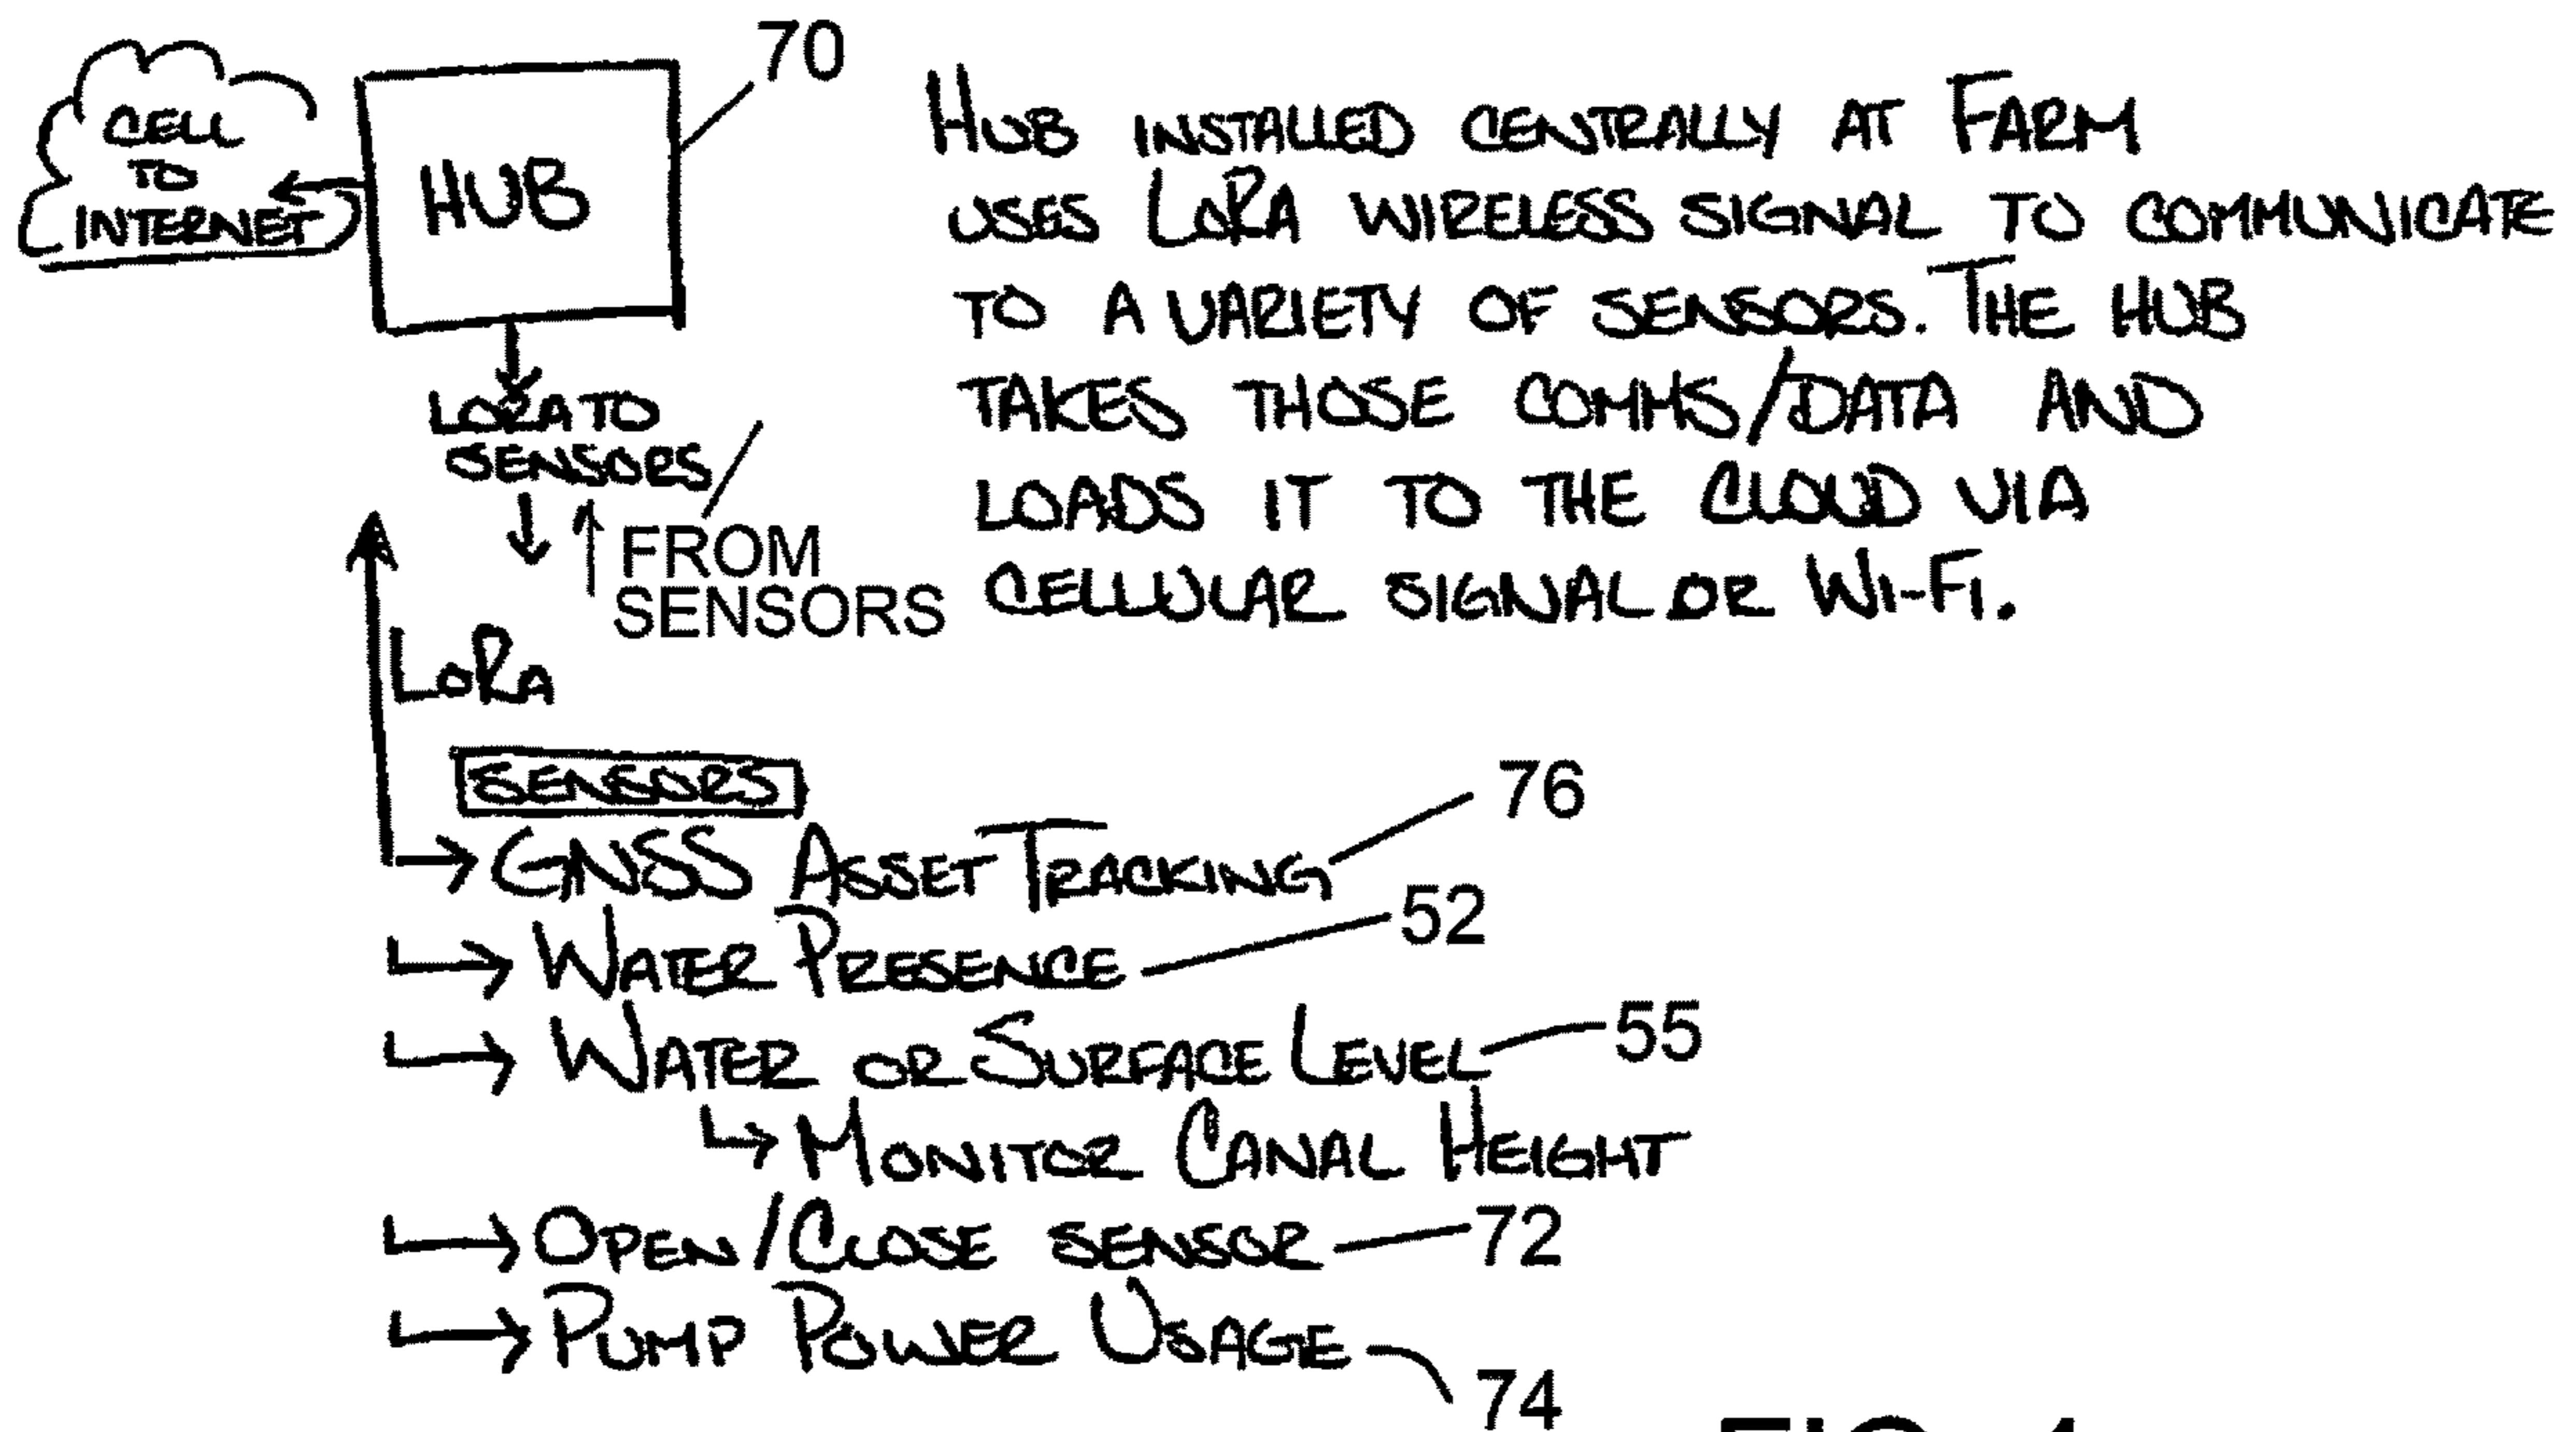 70
CELL
TO
INTERNET
HUB
HUB INSTALLED CENTRALLY AT FARM
USES LORA WIRELESS SIGNAL TO COMMUNICATE
TO A VARIETY OF SENSORS. THE HUB
TAKES THOSE COMMS/DATA AND
LOADS IT TO THE CLOUD VIA
CELLULAR SIGNAL OR WI-FI.
LORA TO
SENSORS
FROM
SENSORS
LORA
SENSORS
GNSS ASSET TRACKING 76
WATER PRESENCE 52
WATER OR SURFACE LEVEL 55
MONITOR CANAL HEIGHT
OPEN/CLOSE SENSOR 72
PUMP POWER USAGE 74